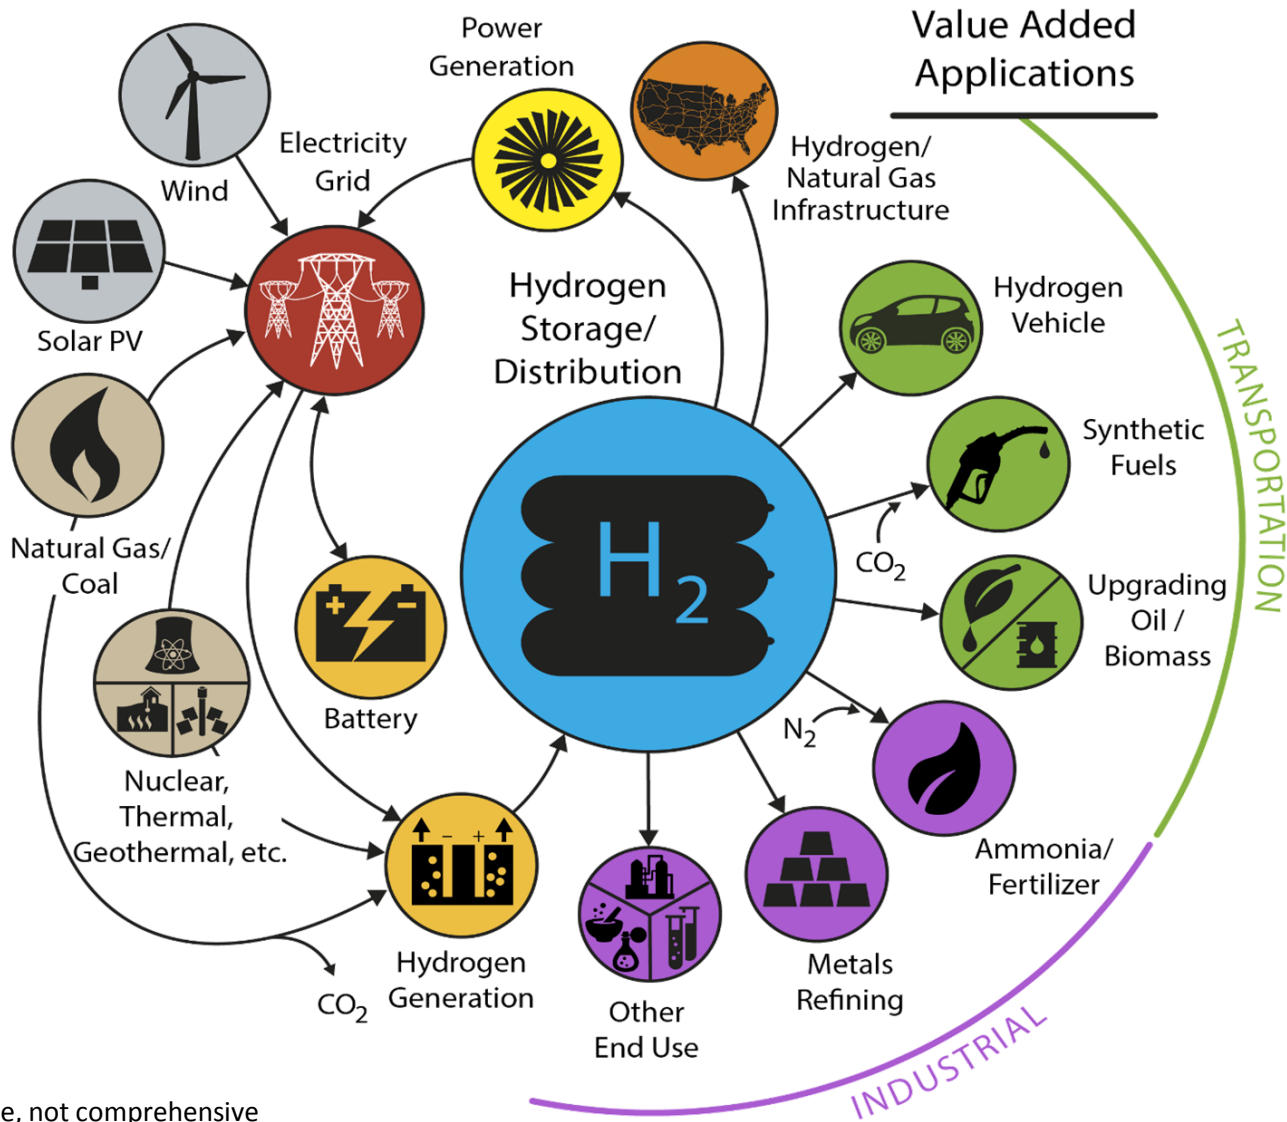 Value Added
Applications
Power
Generation
Electricity
Grid
Wind
Hydrogen/
Natural Gas
Infrastructure
Solar PV
Hydrogen
Storage/
Distribution
Hydrogen
Vehicle
TRANSPORTATION
Synthetic
Fuels
CO2
H2
Natural Gas/
Coal
+ -
Upgrading
Oil /
Biomass
Battery
N2
Nuclear,
Thermal,
Geothermal, etc.
- +
Ammonia/
Fertilizer
Hydrogen
Generation
CO2
Metals
Refining
Other
End Use
INDUSTRIAL
e, not comprehensive